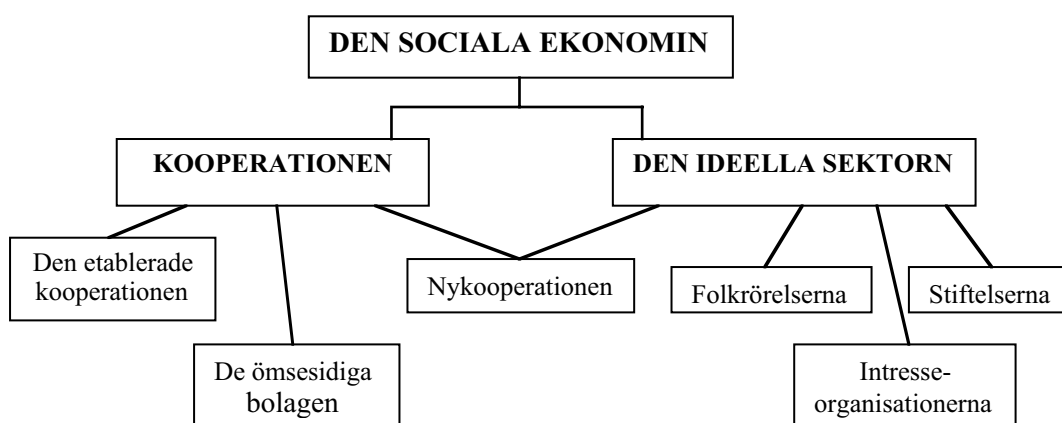 DEN SOCIALA EKONOMIN
KOOPERATIONEN
DEN IDEELLA SEKTORN
Den etablerade
kooperationen
Nykooperationen
Folkrörelserna
Stiftelserna
De ömsesidiga
bolagen
Intresse-
organisationerna